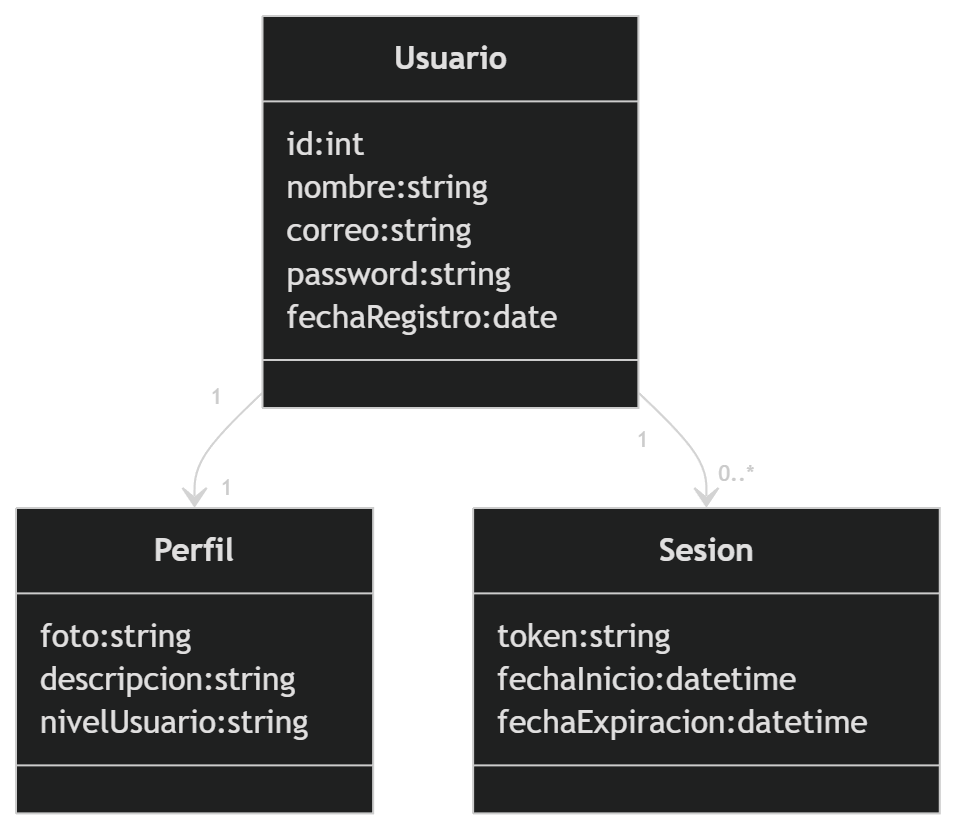 Usuario
id:int
nombre:string
correo:string
password:string
fechaRegistro:date
1
1
1
0..*
Perfil
foto:string
descripcion:string
nivelUsuario:string
Sesion
token:string
fechaInicio:datetime
fechaExpiracion:datetime